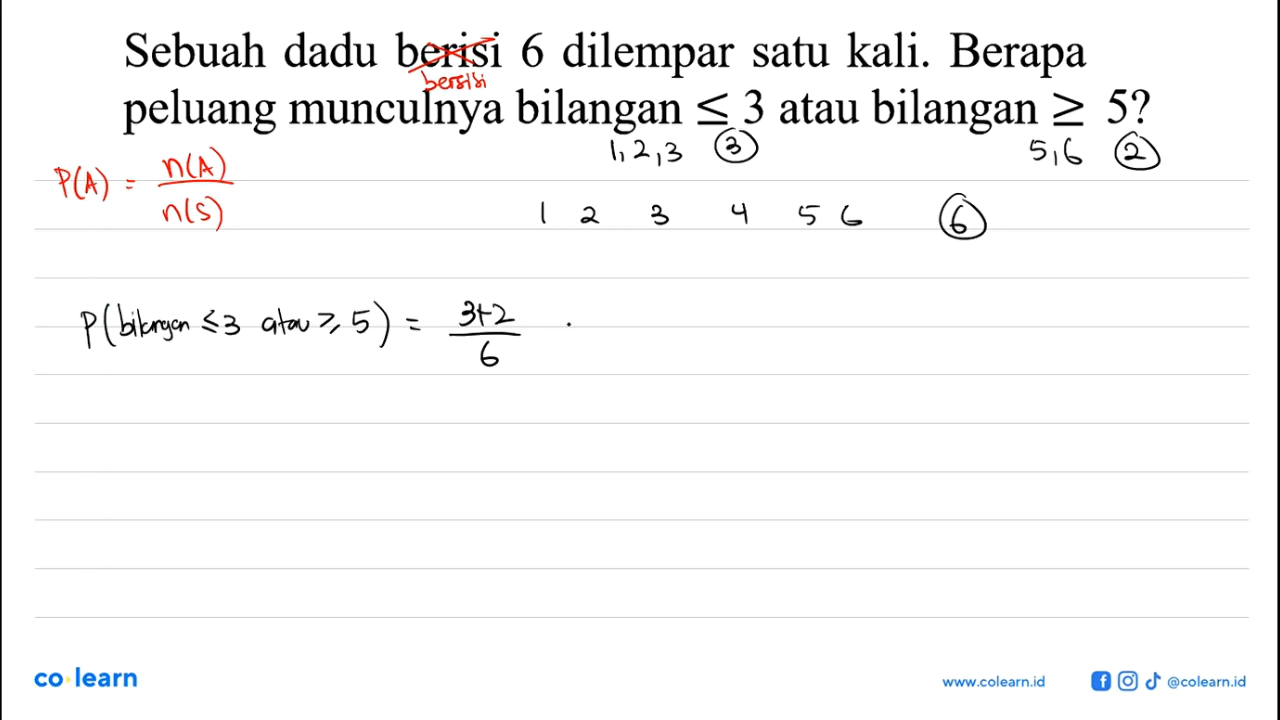 Sebuah dadu berisi 6 dilempar satu kali. Berapa
bersisi
peluang munculnya bilangan ≤ 3 atau bilangan ≥ 5?
1, 2, 3 3 5, 6 2
P(A) = n(A)
n(S)
1 2 3 4 5 6 6
P(bilangan ≤ 3 atau ≥ 5) = 3+2
6
co·learn
www.colearn.id @colearn.id